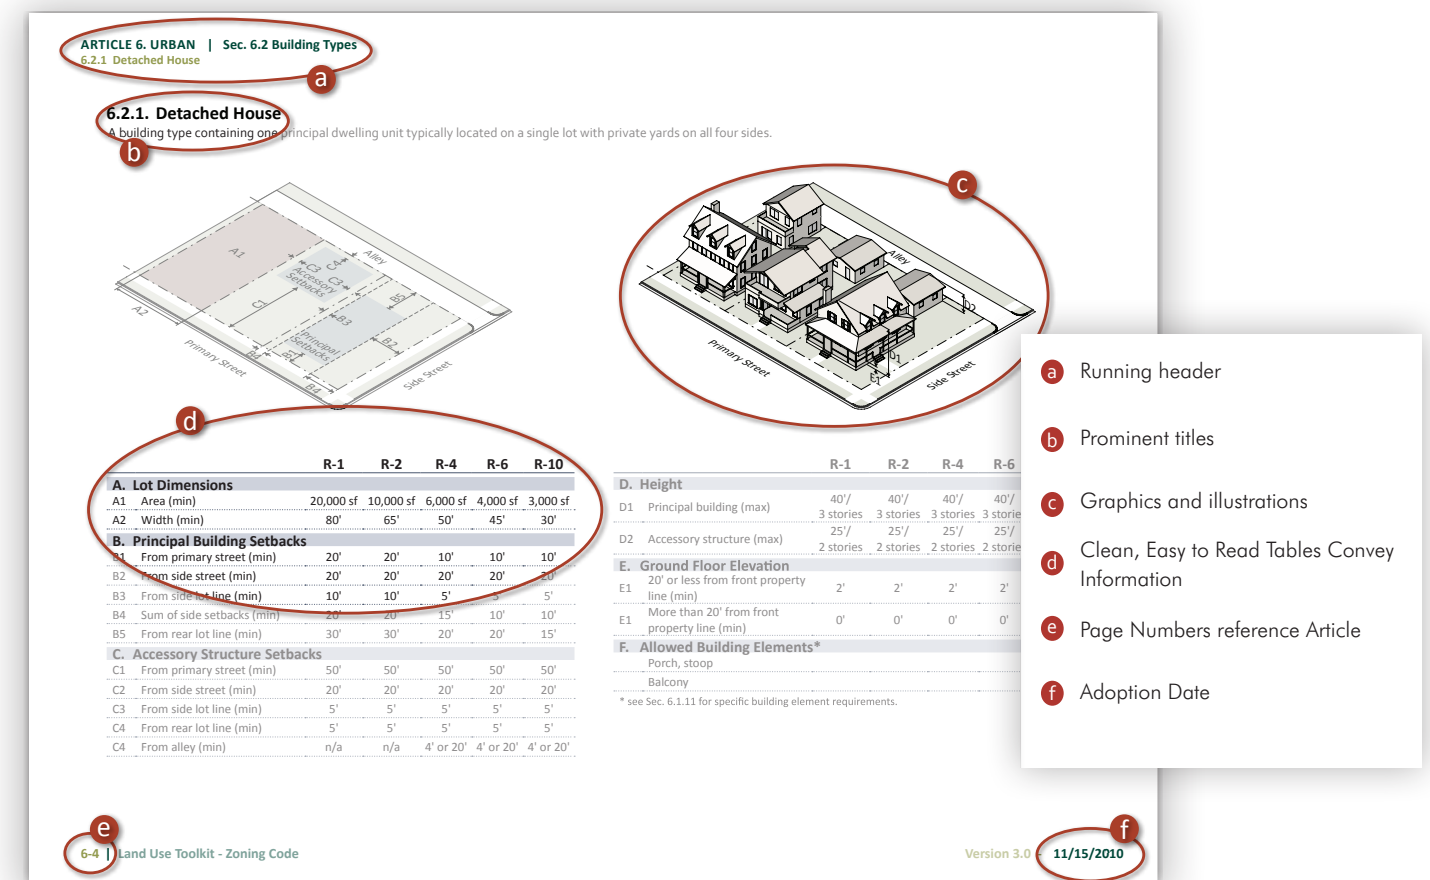 ARTICLE 6. URBAN | Sec. 6.2 Building Types
6.2.1 Detached House
a
6.2.1. Detached House
A building type containing one principal dwelling unit typically located on a single lot with private yards on all four sides.
b
A1
A2
C3
C4
Accessory
Setbacks
C3
Alley
C1
B5
B3
Principal
Setbacks
B2
B4
B1
B4
Primary Street
Side Street
c
Alley
D2
D1
E1
Primary Street
Side Street
d
R-1 R-2 R-4 R-6 R-10
A. Lot Dimensions
A1 Area (min) 20,000 sf 10,000 sf 6,000 sf 4,000 sf 3,000 sf
A2 Width (min) 80' 65' 50' 45' 30'
B. Principal Building Setbacks
B1 From primary street (min) 20' 20' 10' 10' 10'
B2 From side street (min) 20' 20' 20' 20' 20'
B3 From side lot line (min) 10' 10' 5' 5' 5'
B4 Sum of side setbacks (min) 20' 20' 15' 10' 10'
B5 From rear lot line (min) 30' 30' 20' 20' 15'
C. Accessory Structure Setbacks
C1 From primary street (min) 50' 50' 50' 50' 50'
C2 From side street (min) 20' 20' 20' 20' 20'
C3 From side lot line (min) 5' 5' 5' 5' 5'
C4 From rear lot line (min) 5' 5' 5' 5' 5'
C4 From alley (min) n/a n/a 4' or 20' 4' or 20' 4' or 20'
R-1 R-2 R-4 R-6
D. Height
D1 Principal building (max) 40'/ 40'/ 40'/ 40'/
3 stories 3 stories 3 stories 3 storie
D2 Accessory structure (max) 25'/ 25'/ 25'/ 25'/
2 stories 2 stories 2 stories 2 storie
E. Ground Floor Elevation
E1 20' or less from front property
line (min) 2' 2' 2' 2'
E1 More than 20' from front
property line (min) 0' 0' 0' 0'
F. Allowed Building Elements*
Porch, stoop
Balcony
* see Sec. 6.1.11 for specific building element requirements.
a Running header
b Prominent titles
c Graphics and illustrations
d Clean, Easy to Read Tables Convey
Information
e Page Numbers reference Article
f Adoption Date
e
6-4 | Land Use Toolkit - Zoning Code
f
Version 3.0 - 11/15/2010